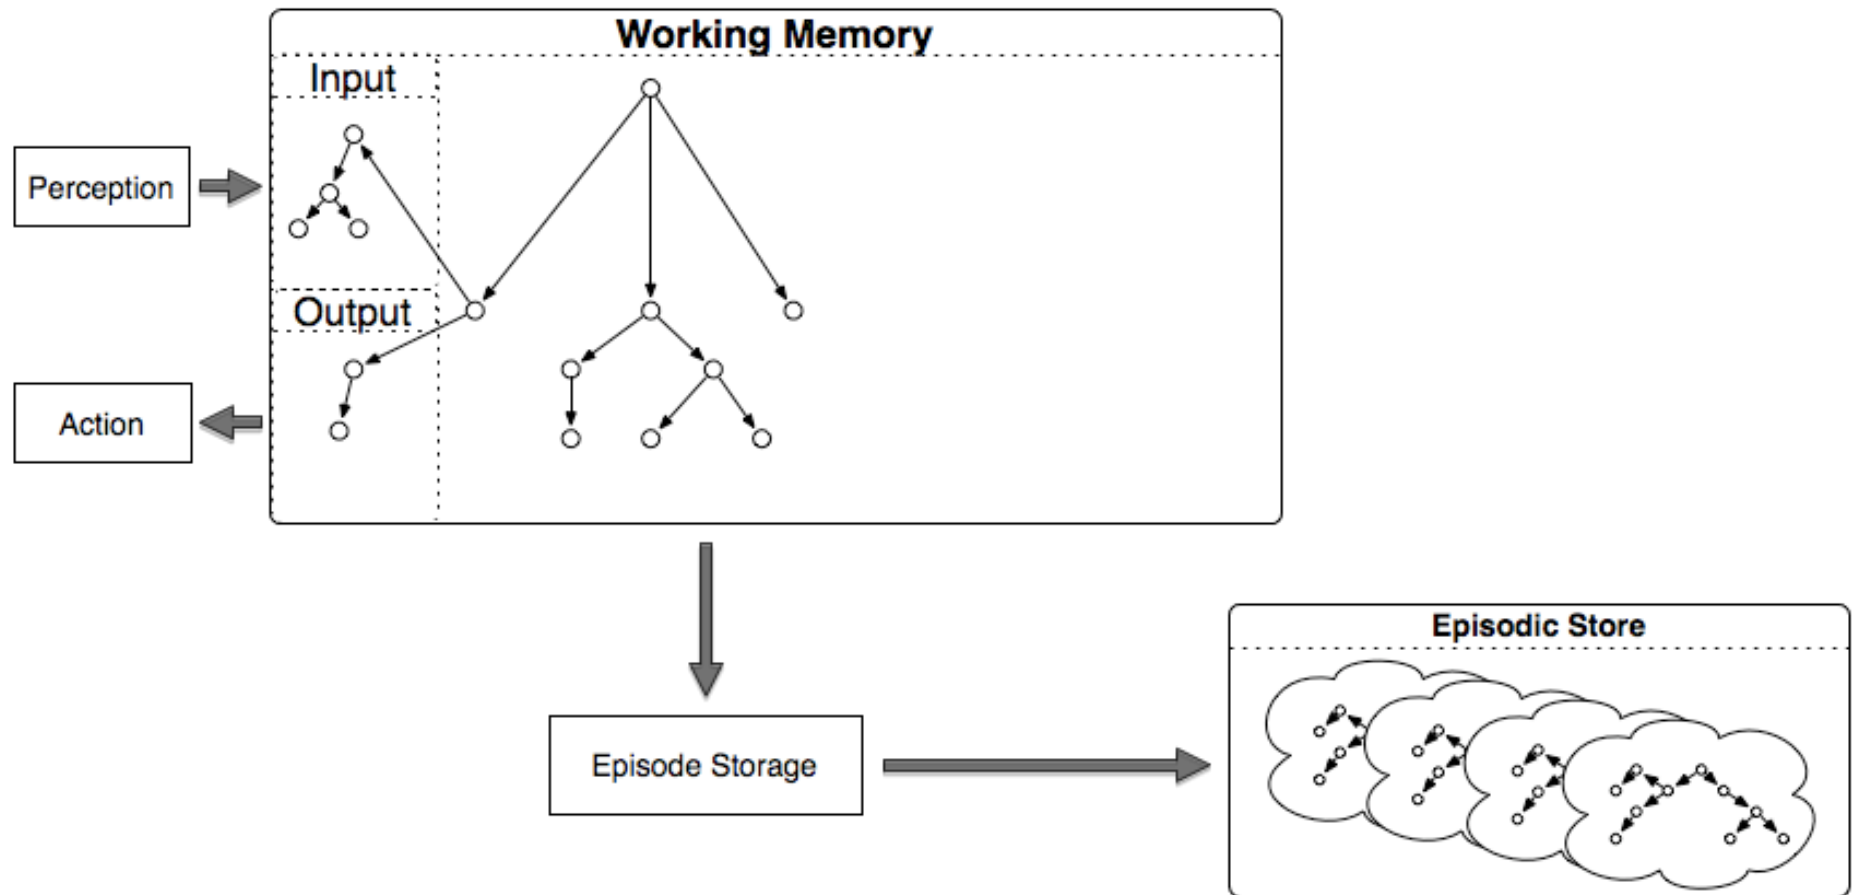 Working Memory
Input
Perception
Output
Action
Episodic Store
Episode Storage